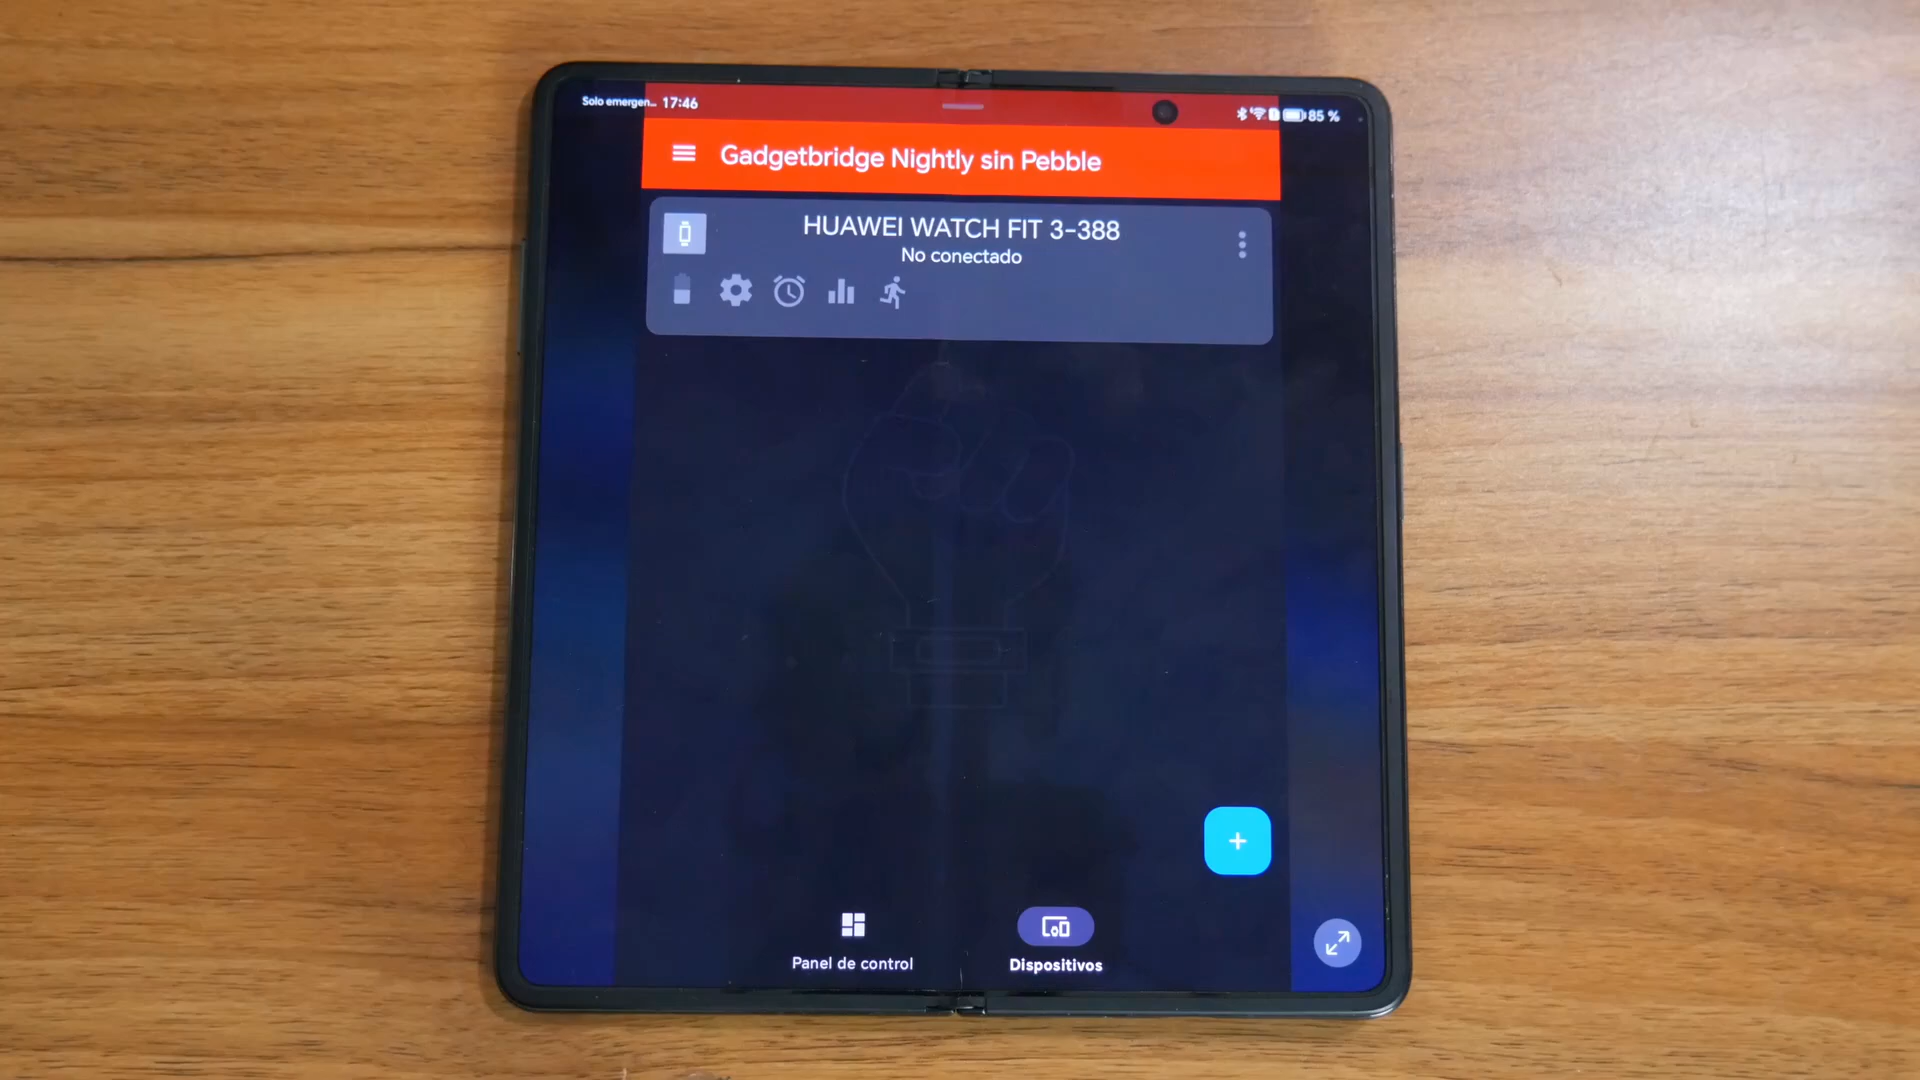 Solo emergen... 17:46
85 %
Gadgetbridge Nightly sin Pebble
HUAWEI WATCH FIT 3-388
No conectado
Panel de control
Dispositivos